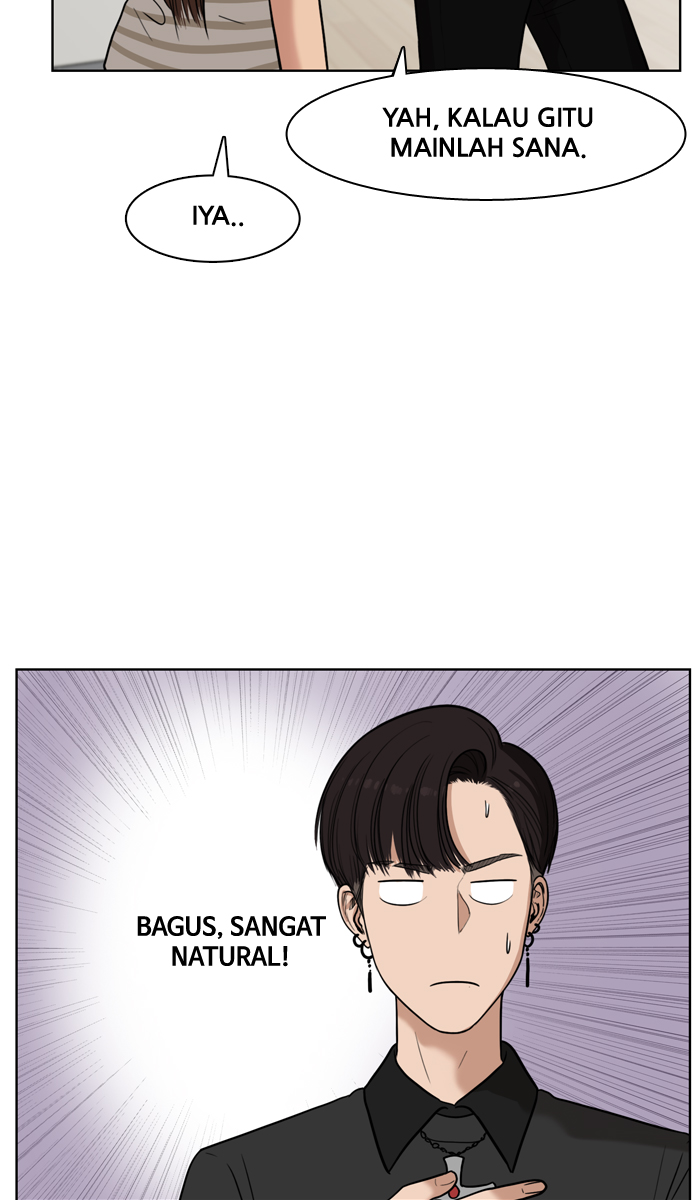 YAH, KALAU GITU
MAINLAH SANA.
IYA..
BAGUS, SANGAT
NATURAL!